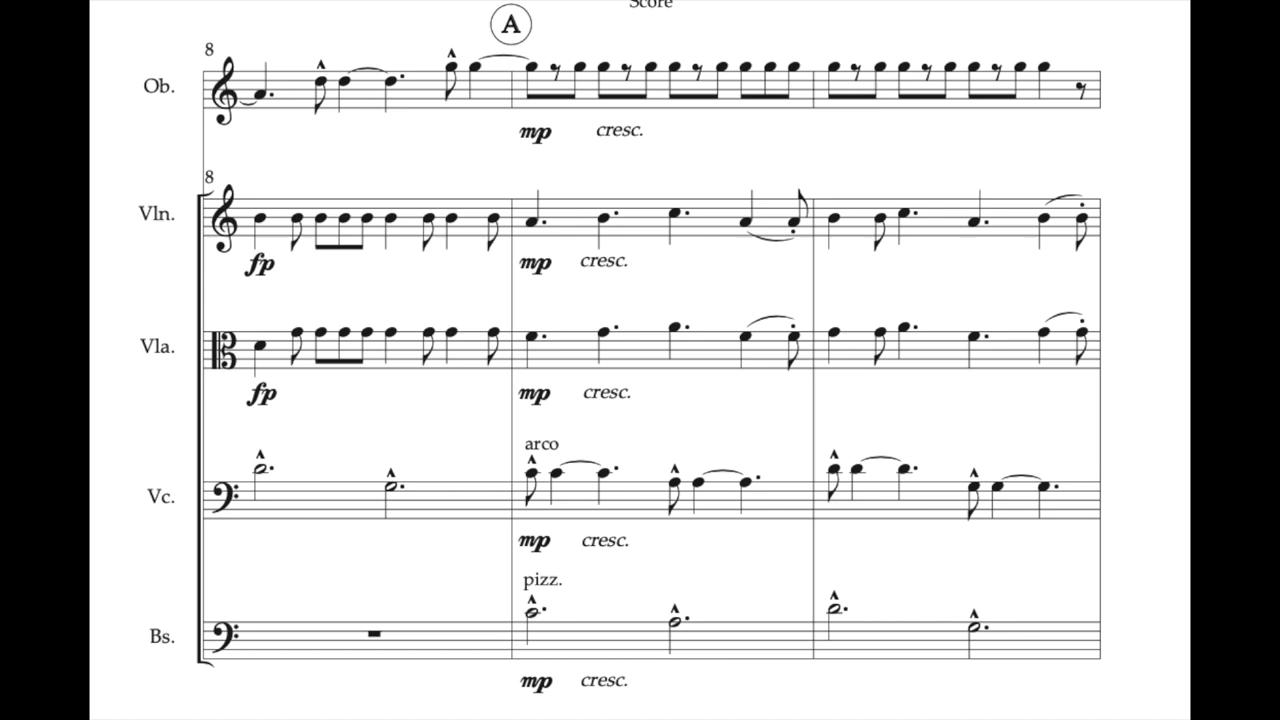 Score
A
8
Ob.
mp cresc.
8
Vln.
fp mp cresc.
Vla.
fp mp cresc.
arco
Vc.
mp cresc.
pizz.
Bs.
mp cresc.